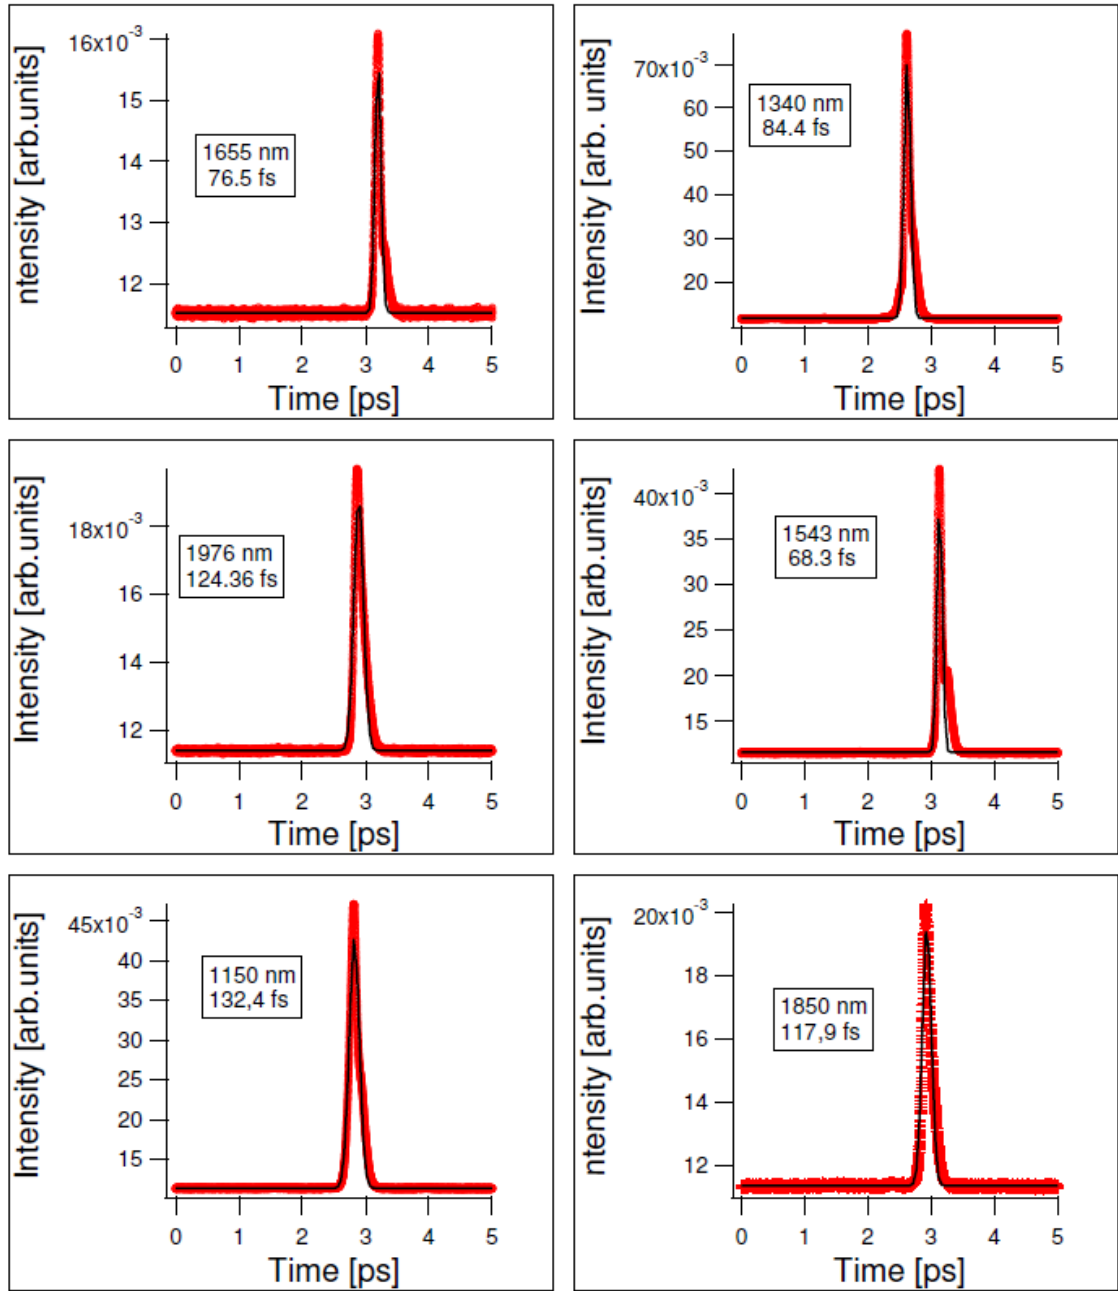 ntensity [arb.units]
16x10⁻³
15
14
13
12
1655 nm
76.5 fs
0 1 2 3 4 5
Time [ps]
Intensity [arb. units]
70x10⁻³
60
50
40
30
20
1340 nm
84.4 fs
0 1 2 3 4 5
Time [ps]
Intensity [arb.units]
18x10⁻³
16
14
12
1976 nm
124.36 fs
0 1 2 3 4 5
Time [ps]
Intensity [arb.units]
40x10⁻³
35
30
25
20
15
1543 nm
68.3 fs
0 1 2 3 4 5
Time [ps]
Intensity [arb.units]
45x10⁻³
40
35
30
25
20
15
1150 nm
132,4 fs
0 1 2 3 4 5
Time [ps]
ntensity [arb.units]
20x10⁻³
18
16
14
12
1850 nm
117,9 fs
0 1 2 3 4 5
Time [ps]